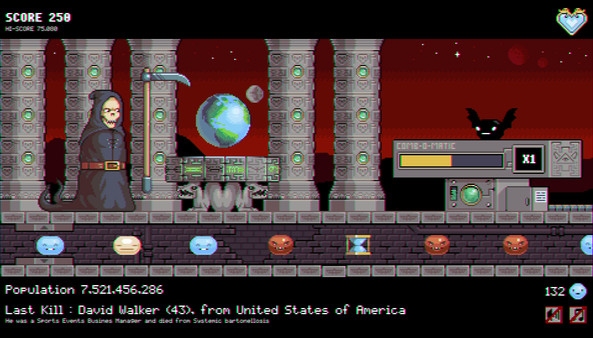 SCORE 250
HI-SCORE 75.000
COMB-O-MATIC
X1
Population 7.521.456.286
132
Last Kill : David Walker (43), from United States of America
He was a Sports Events Busines Manager and died from Systemic bartonellosis